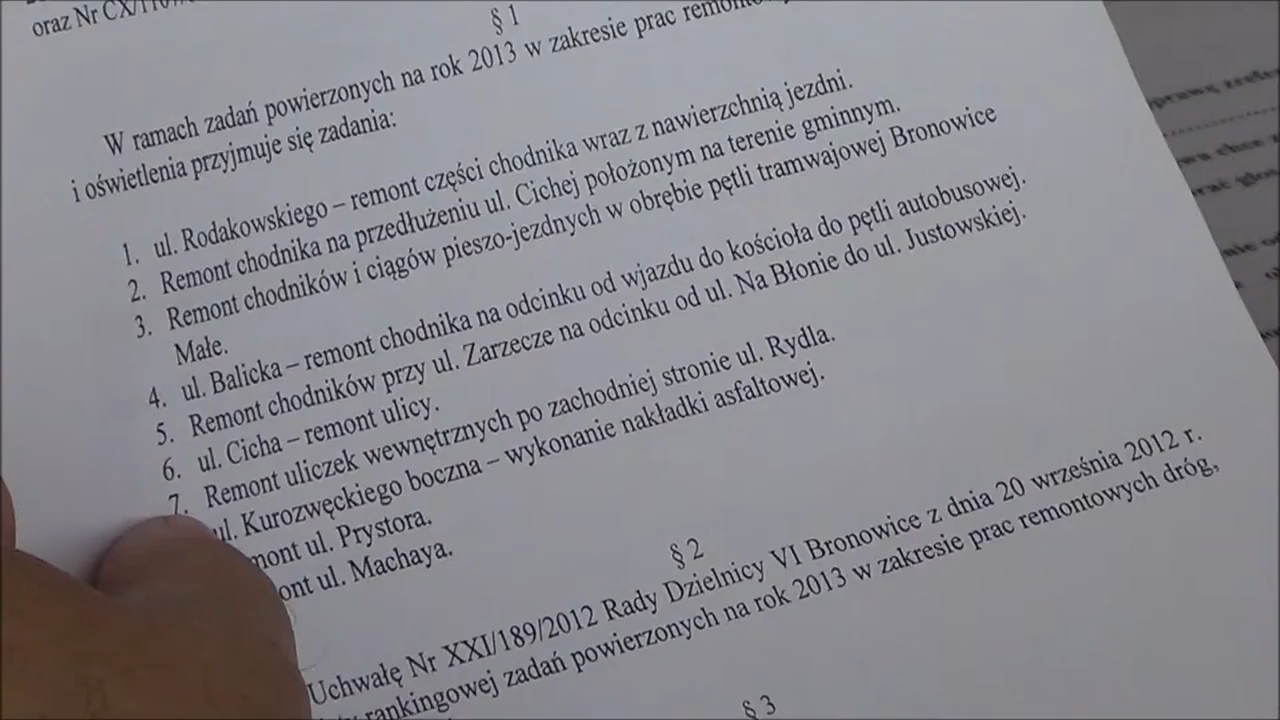 oraz Nr
§ 1
W ramach zadań powierzonych na rok 2013 w zakresie prac
i oświetlenia przyjmuje się zadania:
1. ul. Rodakowskiego – remont części chodnika wraz z nawierzchnią jezdni.
2. Remont chodnika na przedłużeniu ul. Cichej położonym na terenie gminnym.
3. Remont chodników i ciągów pieszo-jezdnych w obrębie pętli tramwajowej Bronowice
Małe.
4. ul. Balicka – remont chodnika na odcinku od wjazdu do kościoła do pętli autobusowej.
5. Remont chodników przy ul. Zarzecze na odcinku od ul. Na Błonie do ul. Justowskiej.
6. ul. Cicha – remont ulicy.
7. Remont uliczek wewnętrznych po zachodniej stronie ul. Rydla.
ul. Kurozwęckiego boczna – wykonanie nakładki asfaltowej.
mont ul. Prystora.
ont ul. Machaya.
§ 2
Uchwałę Nr XXI/189/2012 Rady Dzielnicy VI Bronowice z dnia 20 września 2012 r.
rankingowej zadań powierzonych na rok 2013 w zakresie prac remontowych dróg,
§ 3